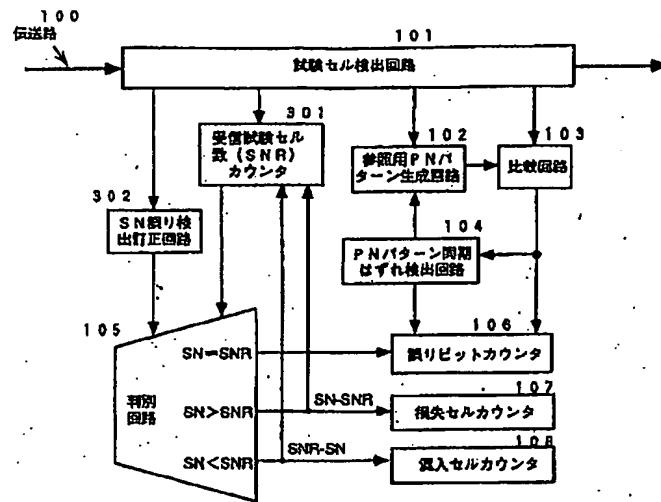 100
伝送路
101
試験セル検出回路
301
受信試験セル
数(SNR)
カウンタ
102
参照用PNパ
ターン生成回路
103
比較回路
302
SN誤り検
出訂正回路
104
PNパターン同期
はずれ検出回路
105
判別
回路
SN=SNR
SN>SNR
SN<SNR
SN-SNR
SNR-SN
106
誤りビットカウンタ
107
損失セルカウンタ
108
混入セルカウンタ